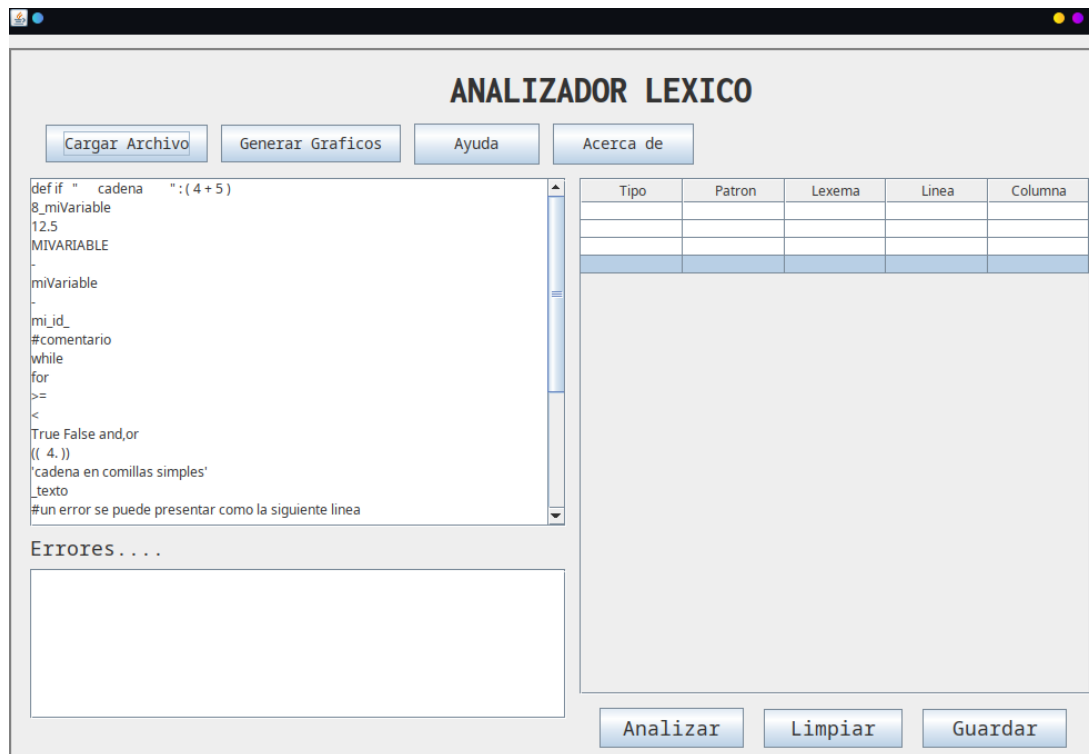 ANALIZADOR LEXICO
Cargar Archivo Generar Graficos Ayuda Acerca de
def if " cadena " : ( 4 + 5 )
8_miVariable
12.5
MIVARIABLE
-
miVariable
-
mi_id_
#comentario
while
for
>=
<
True False and,or
(( 4. ))
'cadena en comillas simples'
_texto
#un error se puede presentar como la siguiente linea
Tipo Patron Lexema Linea Columna
Errores....
Analizar Limpiar Guardar